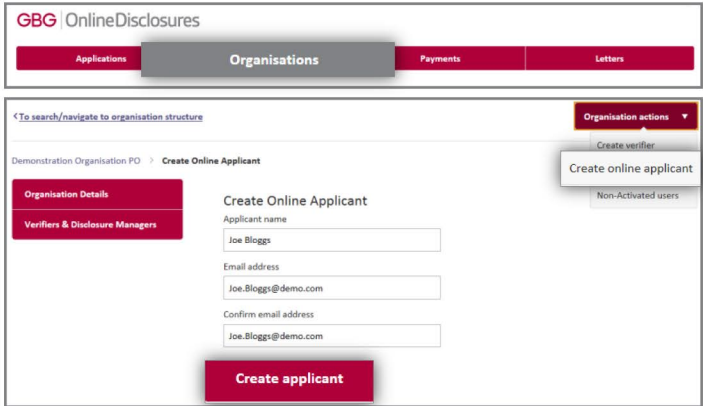 GBG | OnlineDisclosures
Applications Organisations Payments Letters
<To search/navigate to organisation structure
Organisation actions ▼
Create verifier
Create online applicant
Non-Activated users
Demonstration Organisation PO > Create Online Applicant
Organisation Details
Verifiers & Disclosure Managers
Create Online Applicant
Applicant name
Joe Bloggs
Email address
Joe.Bloggs@demo.com
Confirm email address
Joe.Bloggs@demo.com
Create applicant